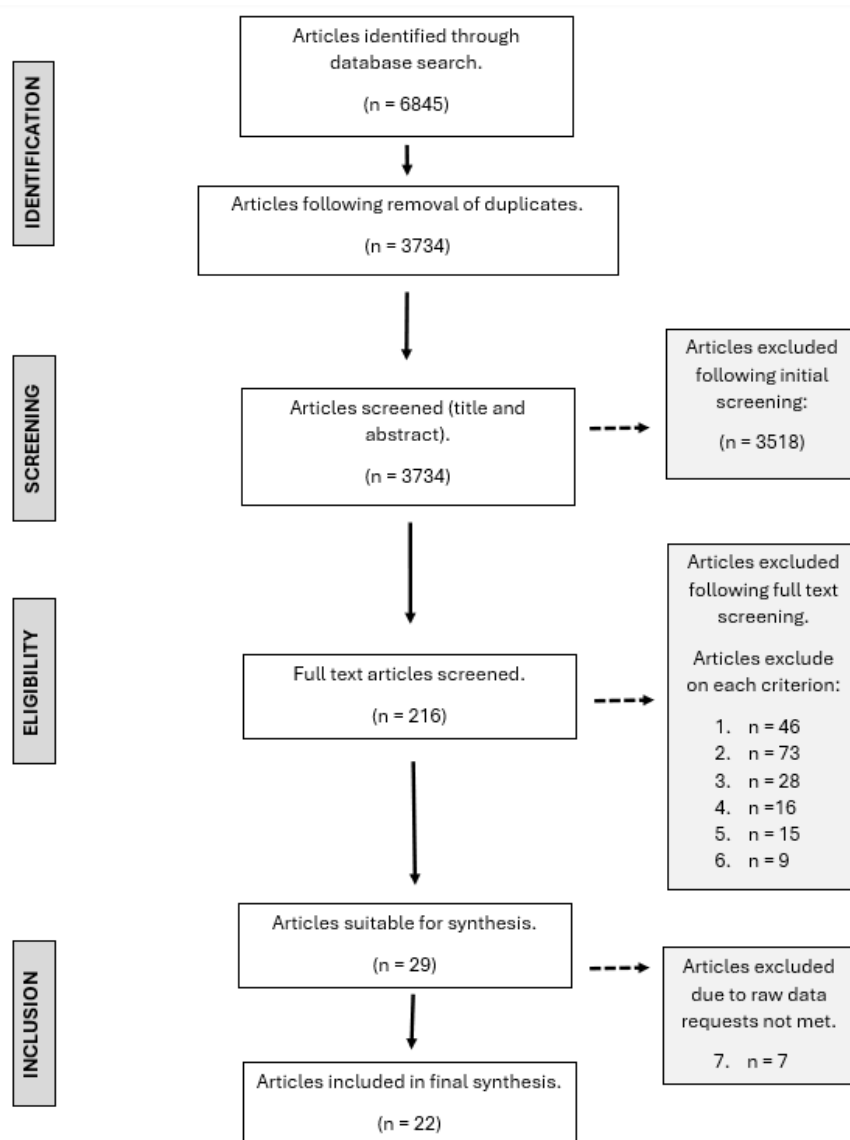 IDENTIFICATION
Articles identified through
database search.
(n = 6845)
Articles following removal of duplicates.
(n = 3734)
SCREENING
Articles screened (title and
abstract).
(n = 3734)
Articles excluded
following initial
screening:
(n = 3518)
ELIGIBILITY
Full text articles screened.
(n = 216)
Articles excluded
following full text
screening.
Articles exclude
on each criterion:
1. n = 46
2. n = 73
3. n = 28
4. n =16
5. n = 15
6. n = 9
INCLUSION
Articles suitable for synthesis.
(n = 29)
Articles excluded
due to raw data
requests not met.
7. n = 7
Articles included in final synthesis.
(n = 22)